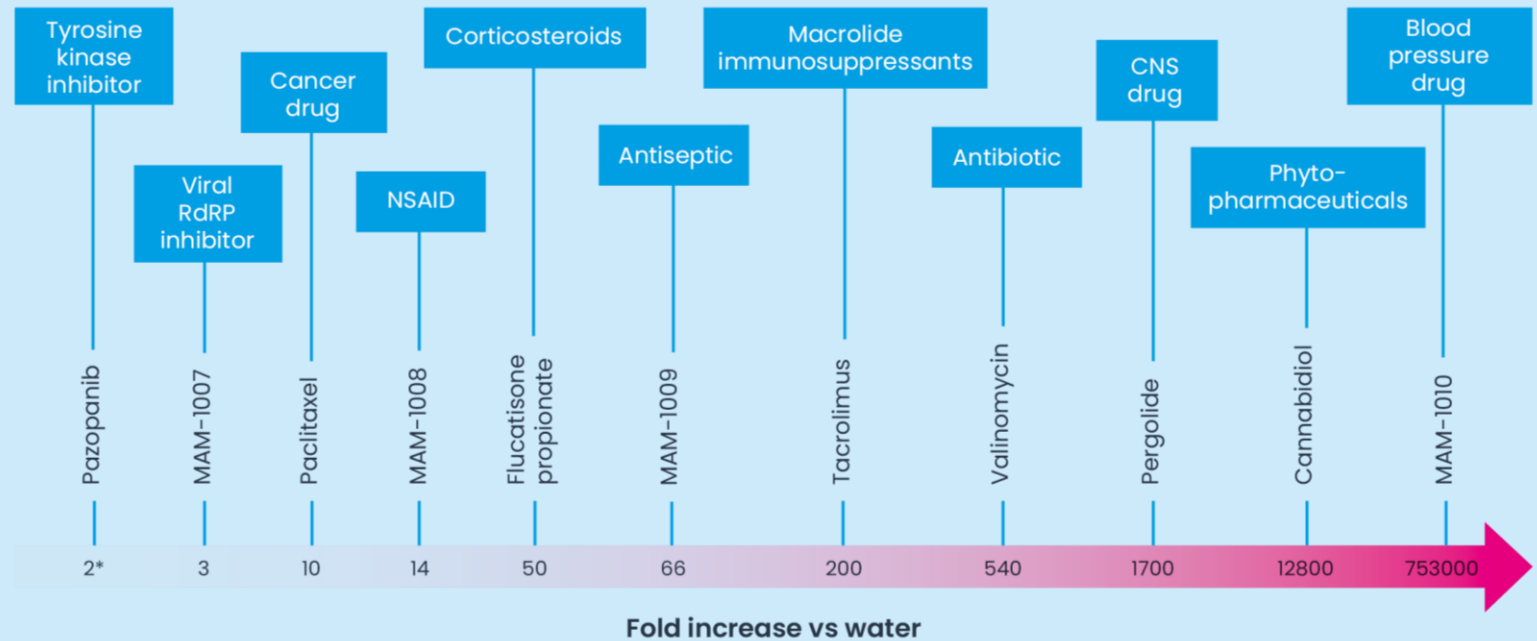 Tyrosine
kinase
inhibitor
Viral
RdRP
inhibitor
Cancer
drug
NSAID
Corticosteroids
Antiseptic
Macrolide
immunosuppressants
Antibiotic
CNS
drug
Phyto-
pharmaceuticals
Blood
pressure
drug
Pazopanib
MAM-1007
Paclitaxel
MAM-1008
Flucatisone
propionate
MAM-1009
Tacrolimus
Valinomycin
Pergolide
Cannabidiol
MAM-1010
2* 3 10 14 50 66 200 540 1700 12800 753000
Fold increase vs water